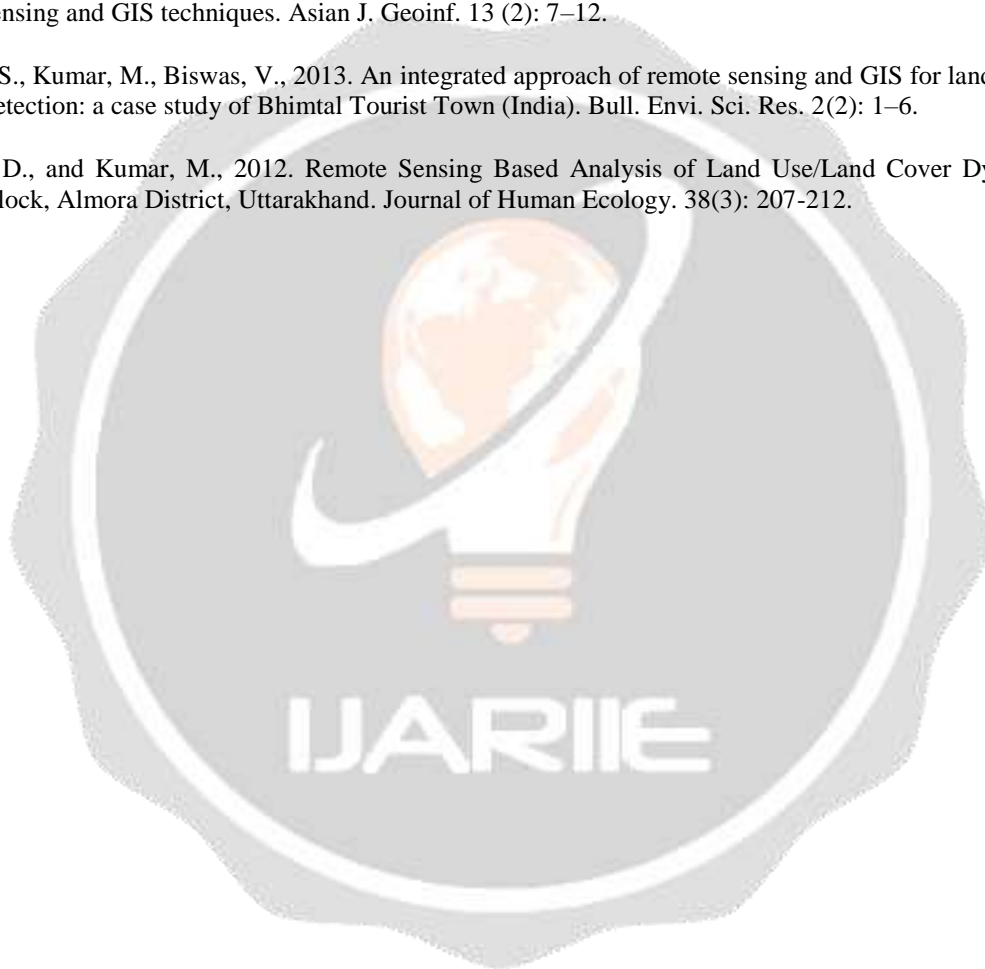 ensing and GIS techniques. Asian J. Geoinf. 13 (2): 7–12.
S., Kumar, M., Biswas, V., 2013. An integrated approach of remote sensing and GIS for land
etection: a case study of Bhimtal Tourist Town (India). Bull. Envi. Sci. Res. 2(2): 1–6.
D., and Kumar, M., 2012. Remote Sensing Based Analysis of Land Use/Land Cover Dy
lock, Almora District, Uttarakhand. Journal of Human Ecology. 38(3): 207-212.
IJARIIE